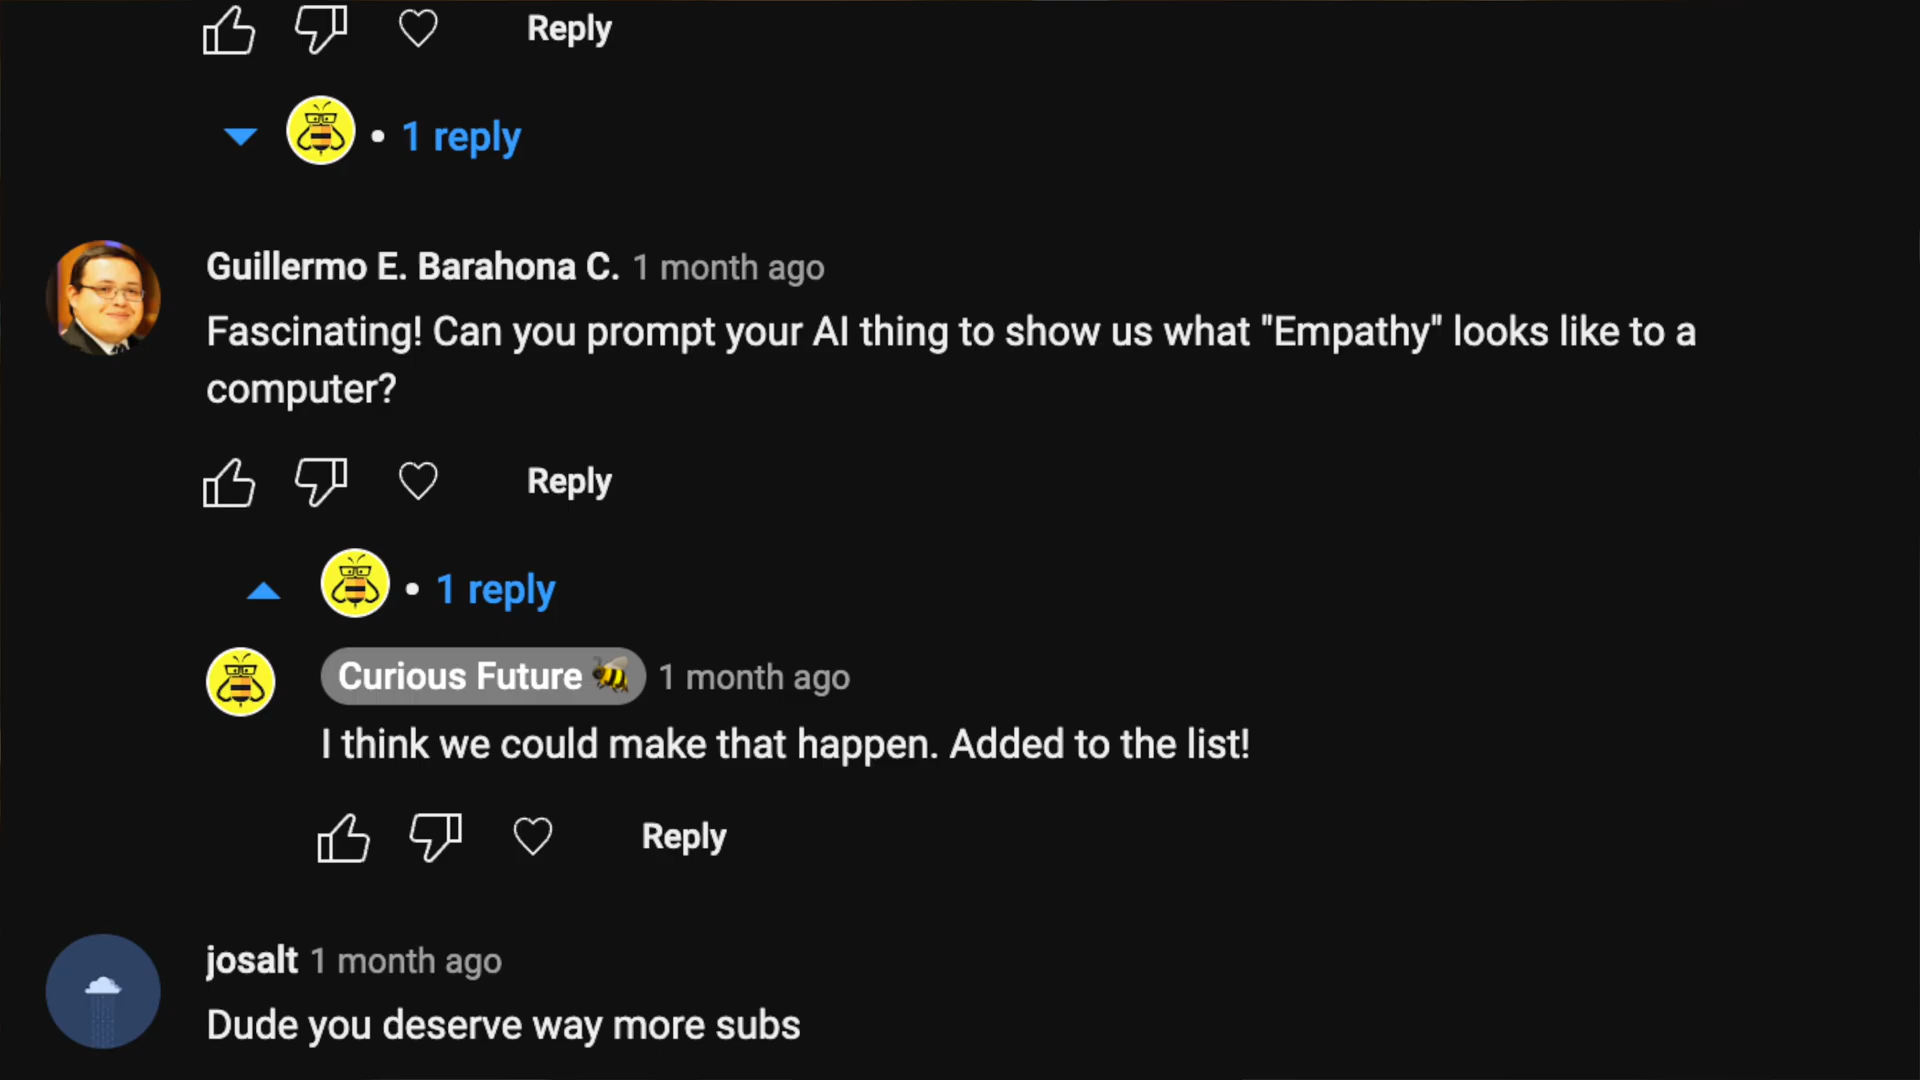 Reply
• 1 reply
Guillermo E. Barahona C. 1 month ago
Fascinating! Can you prompt your AI thing to show us what "Empathy" looks like to a
computer?
Reply
• 1 reply
Curious Future 🐝 1 month ago
I think we could make that happen. Added to the list!
Reply
josalt 1 month ago
Dude you deserve way more subs